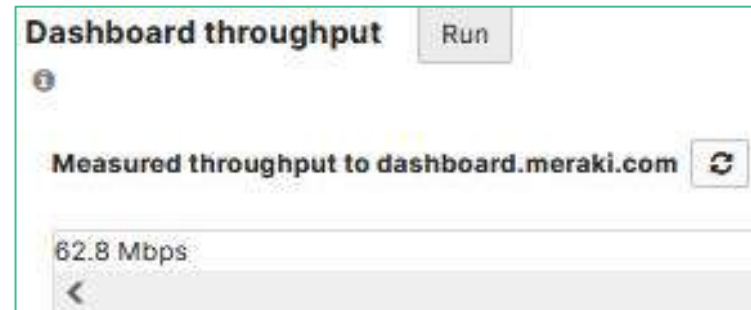 Dashboard throughput Run
Measured throughput to dashboard.meraki.com
62.8 Mbps